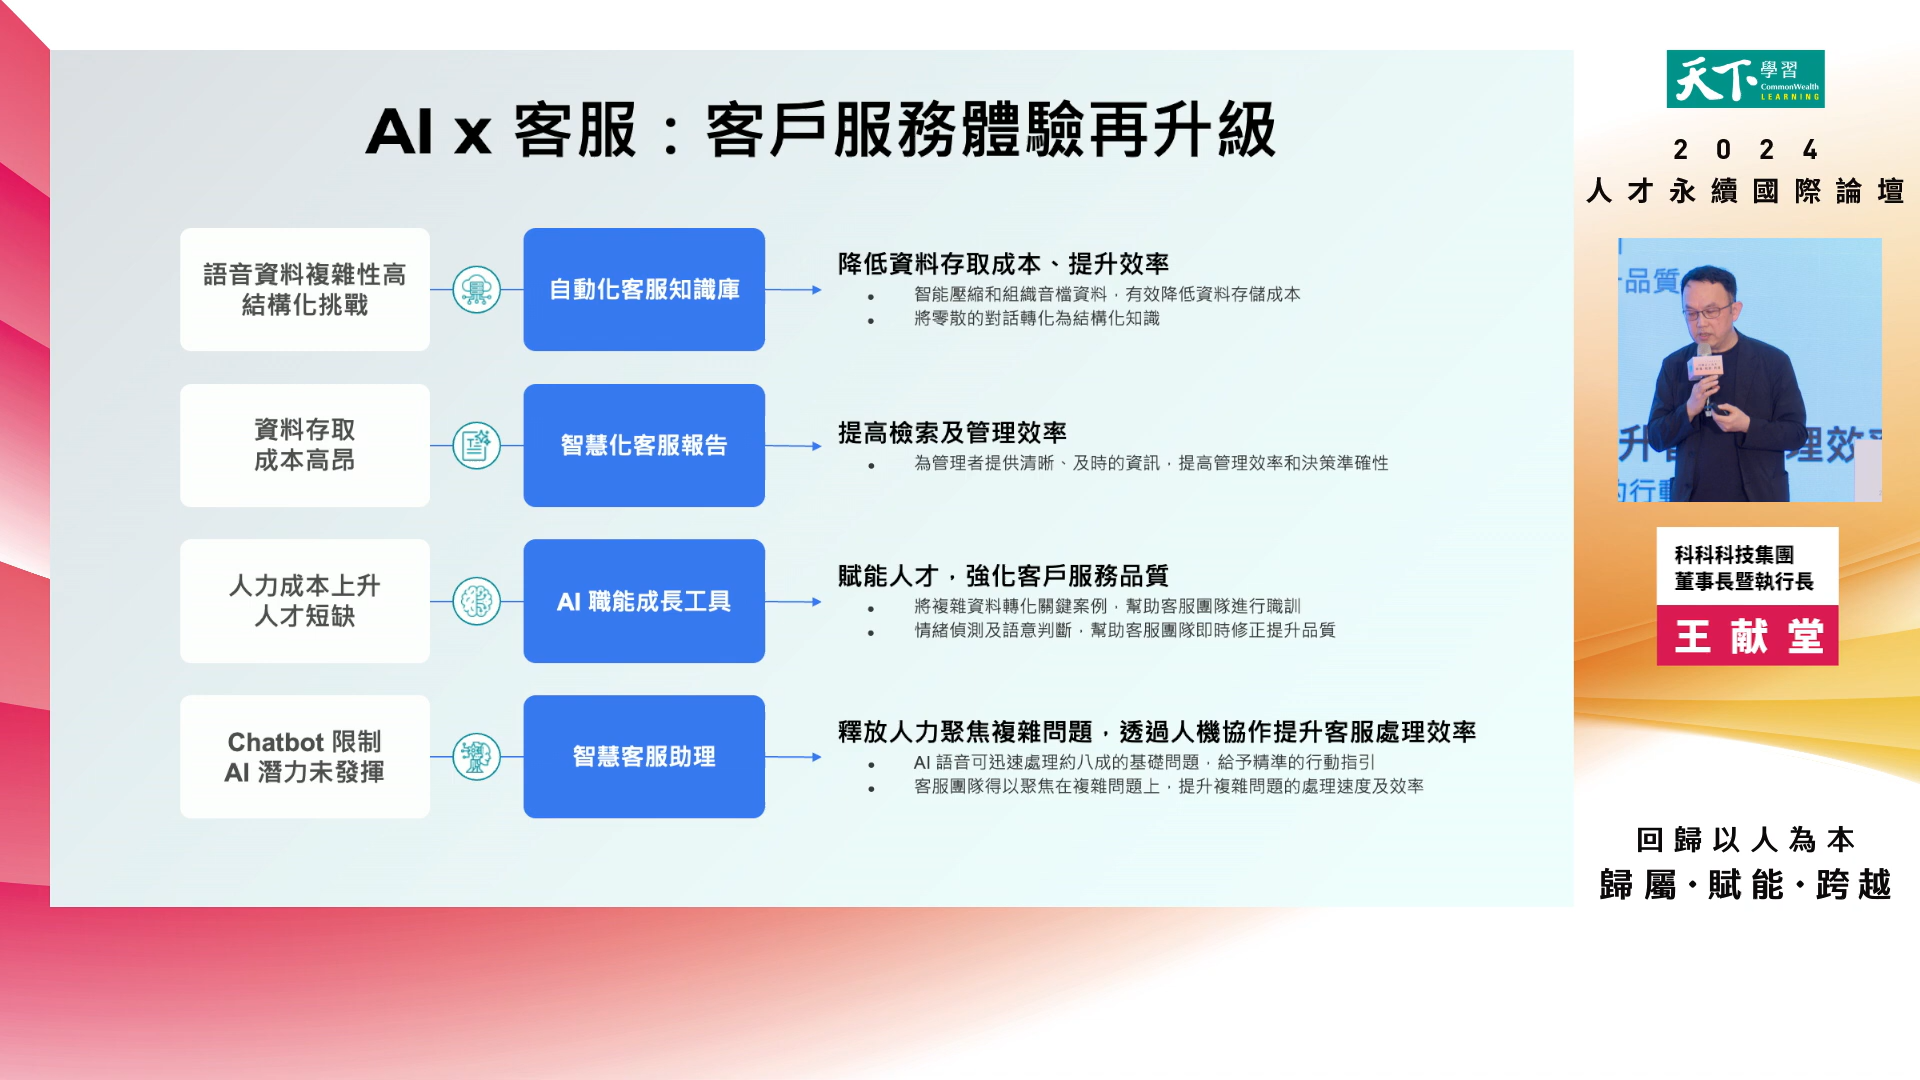 AI x 客服：客戶服務體驗再升級
語音資料複雜性高
結構化挑戰
自動化客服知識庫
降低資料存取成本、提升效率
• 智能壓縮和組織音檔資料，有效降低資料存儲成本
• 將零散的對話轉化為結構化知識
資料存取
成本高昂
智慧化客服報告
提高檢索及管理效率
• 為管理者提供清晰、及時的資訊，提高管理效率和決策準確性
人力成本上升
人才短缺
AI 職能成長工具
賦能人才，強化客戶服務品質
• 將複雜資料轉化關鍵案例，幫助客服團隊進行職訓
• 情緒偵測及語意判斷，幫助客服團隊即時修正提升品質
Chatbot 限制
AI 潛力未發揮
智慧客服助理
釋放人力聚焦複雜問題，透過人機協作提升客服處理效率
• AI 語音可迅速處理約八成的基礎問題，給予精準的行動指引
• 客服團隊得以聚焦在複雜問題上，提升複雜問題的處理速度及效率
天下 學習
CommonWealth
LEARNING
2024
人才永續國際論壇
品質
升
理效
的行動
科科科技集團
董事長暨執行長
王献堂
回歸以人為本
歸屬·賦能·跨越